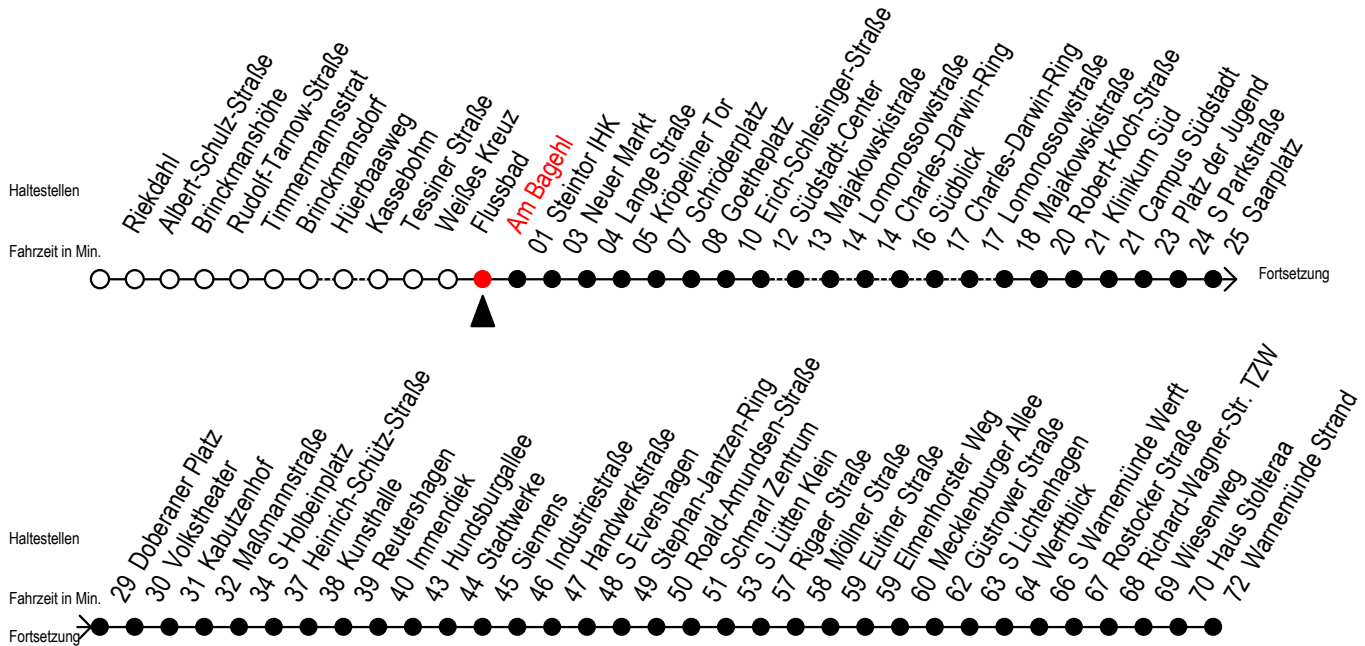 Haltestellen
Riekdahl
Albert-Schulz-Straße
Brinckmanshöhe
Rudolf-Tarnow-Straße
Timmermannsstrat
Brinckmansdorf
Hüerbaasweg
Kassebohm
Tessiner Straße
Weißes Kreuz
Flussbad
Am Bagehl
01 Steintor IHK
03 Neuer Markt
04 Lange Straße
05 Kröpeliner Tor
07 Schröderplatz
08 Goetheplatz
10 Erich-Schlesinger-Straße
12 Südstadt-Center
13 Majakowskistraße
14 Lomonossowstraße
14 Charles-Darwin-Ring
16 Südblick
17 Charles-Darwin-Ring
17 Lomonossowstraße
18 Majakowskistraße
20 Robert-Koch-Straße
21 Klinikum Süd
21 Campus Südstadt
23 Platz der Jugend
24 S Parkstraße
25 Saarplatz
Fahrzeit in Min.
Fortsetzung
Haltestellen
29 Doberaner Platz
30 Volkstheater
31 Kabutzenhof
32 Maßmannstraße
34 S Holbeinplatz
37 Heinrich-Schütz-Straße
38 Kunsthalle
39 Reutershagen
40 Immendiek
43 Hundsburgallee
44 Stadtwerke
45 Siemens
46 Industriestraße
47 Handwerkstraße
48 S Evershagen
49 Stephan-Jantzen-Ring
50 Roald-Amundsen-Straße
51 Schmarl Zentrum
53 S Lütten Klein
57 Rigaer Straße
58 Möllner Straße
59 Eutiner Straße
59 Elmenhorster Weg
60 Mecklenburger Allee
62 Güstrower Straße
63 S Lichtenhagen
64 Werftblick
66 S Warnemünde Werft
67 Rostocker Straße
68 Richard-Wagner-Str. TZW
69 Wiesenweg
70 Haus Stolteraa
72 Warnemünde Strand
Fahrzeit in Min.
Fortsetzung